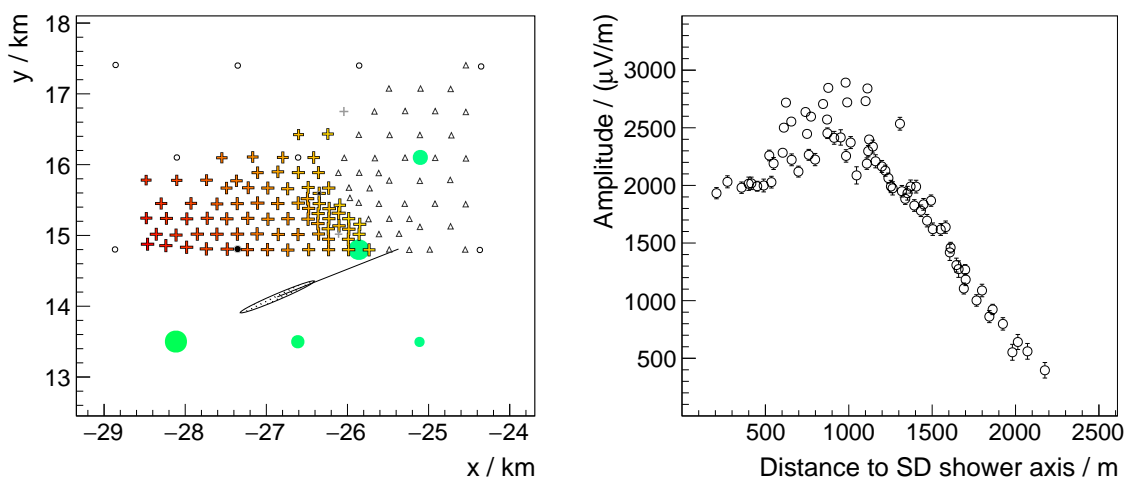 y / km
18
17
16
15
14
13
−29 −28 −27 −26 −25 −24
x / km
Amplitude / (μV/m)
3000
2500
2000
1500
1000
500
500 1000 1500 2000 2500
Distance to SD shower axis / m